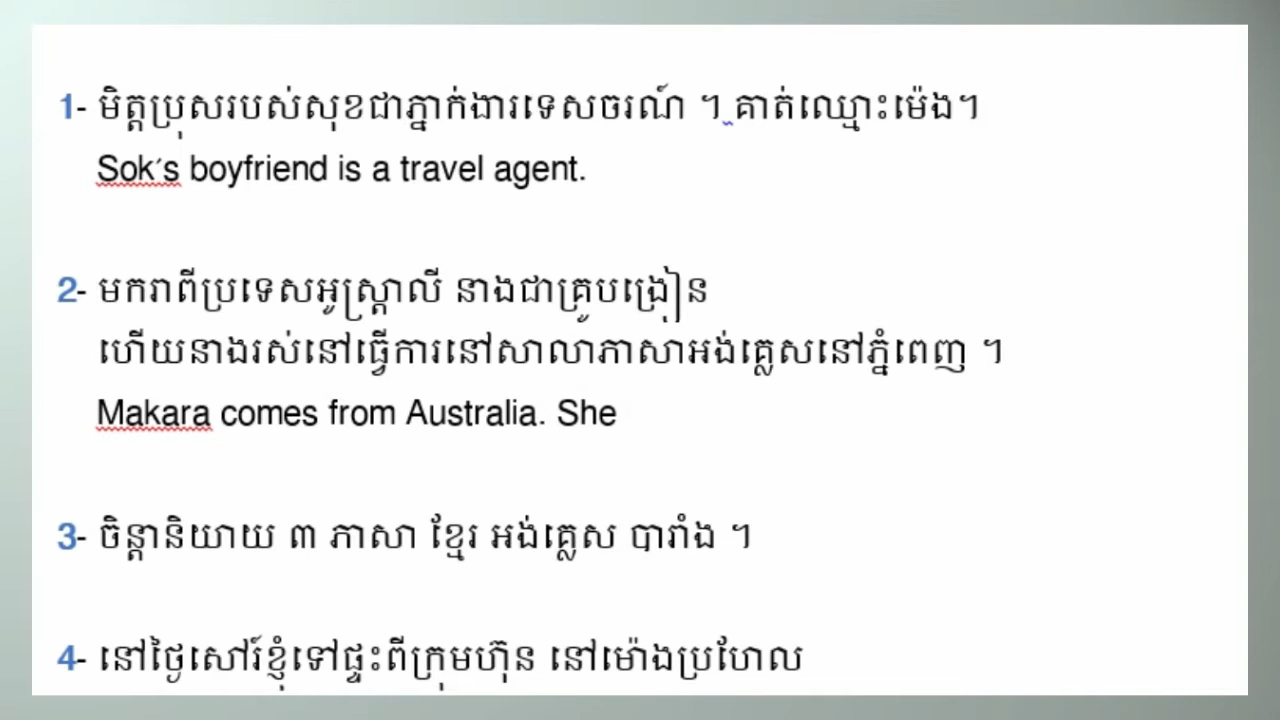 1- មិត្តប្រុសរបស់សុខជាភ្នាក់ងារទេសចរណ៍ ។ គាត់ឈ្មោះម៉េង។
Sok′s boyfriend is a travel agent.
2- មករាពីប្រទេសអូស្ត្រាលី នាងជាគ្រូបង្រៀន
ហើយនាងរស់នៅធ្វើការនៅសាលាភាសាអង់គ្លេសនៅភ្នំពេញ ។
Makara comes from Australia. She
3- ចិន្តានិយាយ ៣ ភាសា ខ្មែរ អង់គ្លេស បារាំង ។
4- នៅថ្ងៃសៅរ៍ខ្ញុំទៅផ្ទះពីក្រុមហ៊ុន នៅម៉ោងប្រហែល